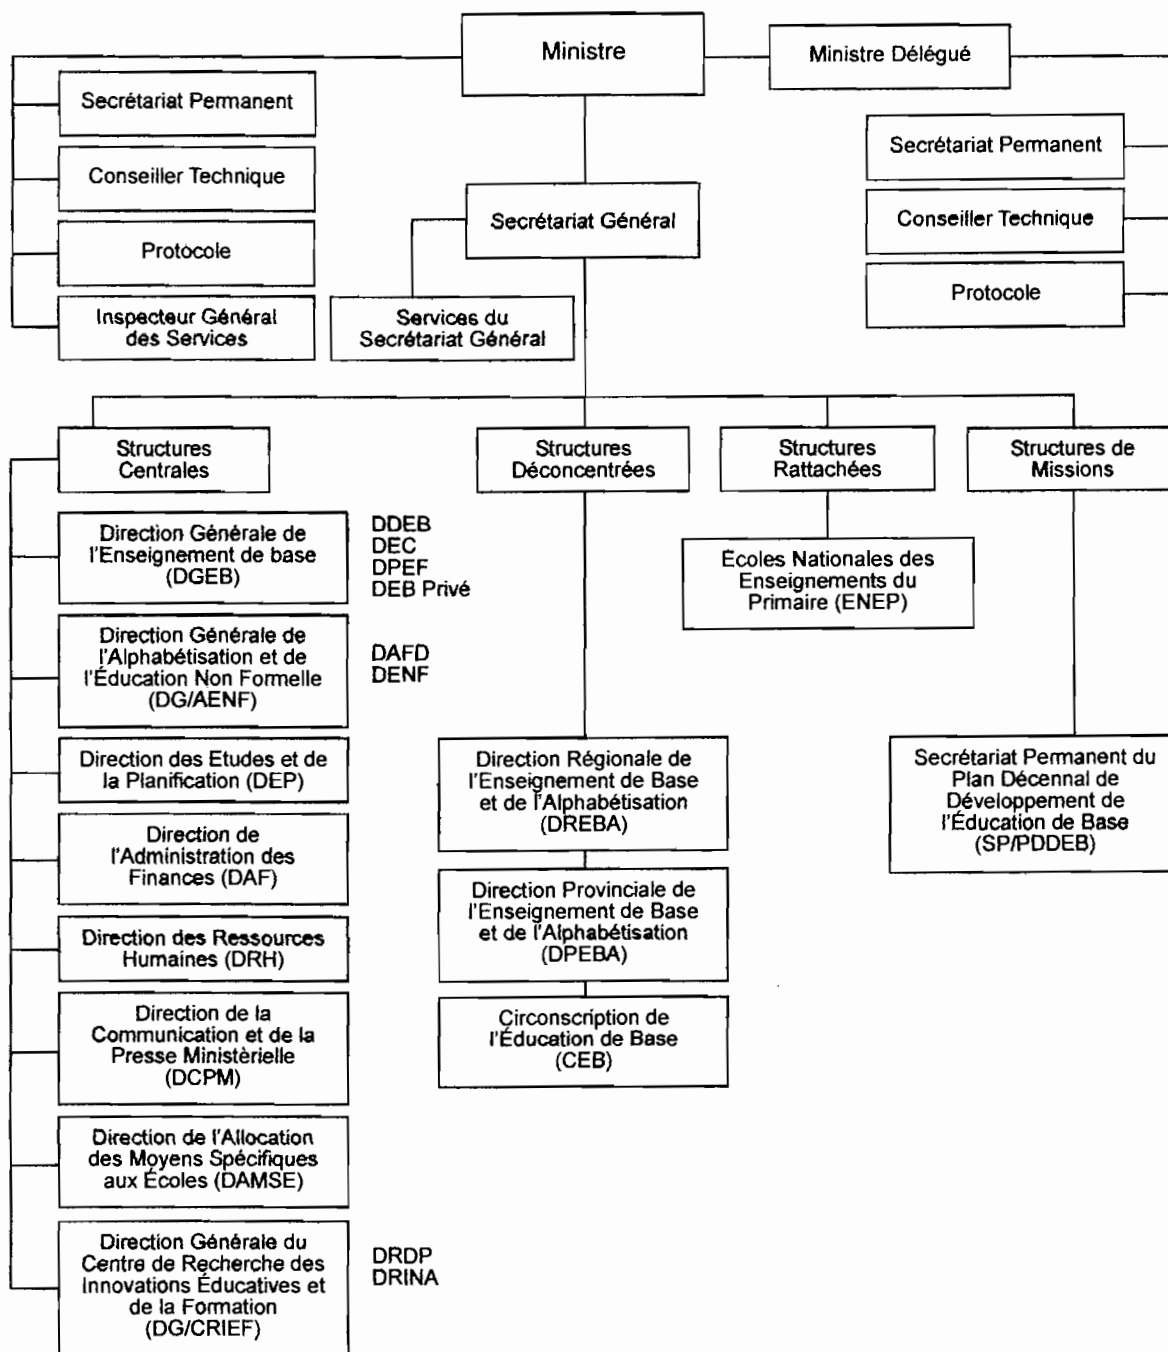 Ministre
Ministre Délégué
Secrétariat Permanent
Conseiller Technique
Protocole
Inspecteur Général
des Services
Secrétariat Général
Services du
Secrétariat Général
Secrétariat Permanent
Conseiller Technique
Protocole
Structures
Centrales
Structures
Déconcentrées
Structures
Rattachées
Structures de
Missions
Direction Générale de
l'Enseignement de base
(DGEB)
DDEB
DEC
DPEF
DEB Privé
Direction Générale de
l'Alphabétisation et de
l'Éducation Non Formelle
(DG/AENF)
DAFD
DENF
Direction des Etudes et de
la Planification (DEP)
Direction de
l'Administration des
Finances (DAF)
Direction des Ressources
Humaines (DRH)
Direction de la
Communication et de la
Presse Ministèrielle
(DCPM)
Direction de l'Allocation
des Moyens Spécifiques
aux Écoles (DAMSE)
Direction Générale du
Centre de Recherche des
Innovations Éducatives et
de la Formation
(DG/CRIEF)
DRDP
DRINA
Direction Régionale de
l'Enseignement de Base
et de l'Alphabétisation
(DREBA)
Direction Provinciale de
l'Enseignement de Base
et de l'Alphabétisation
(DPEBA)
Circonscription de
l'Éducation de Base
(CEB)
Écoles Nationales des
Enseignements du
Primaire (ENEP)
Secrétariat Permanent du
Plan Décennal de
Développement de
l'Éducation de Base
(SP/PDDEB)